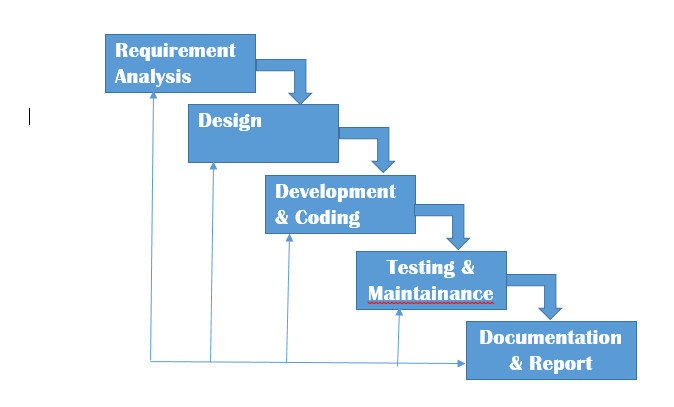 Requirement
Analysis
Design
Development
& Coding
Testing &
Maintainance
Documentation
& Report